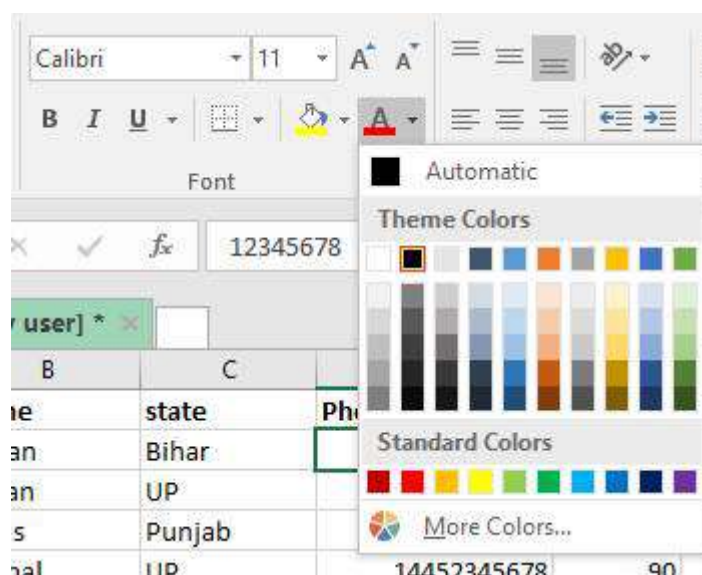 Calibri 11 A A
B I U A
Font
Automatic
Theme Colors
fx 12345678
user] *
B C
state
Bihar
UP
Punjab
UP 14452345678 90
Standard Colors
More Colors...